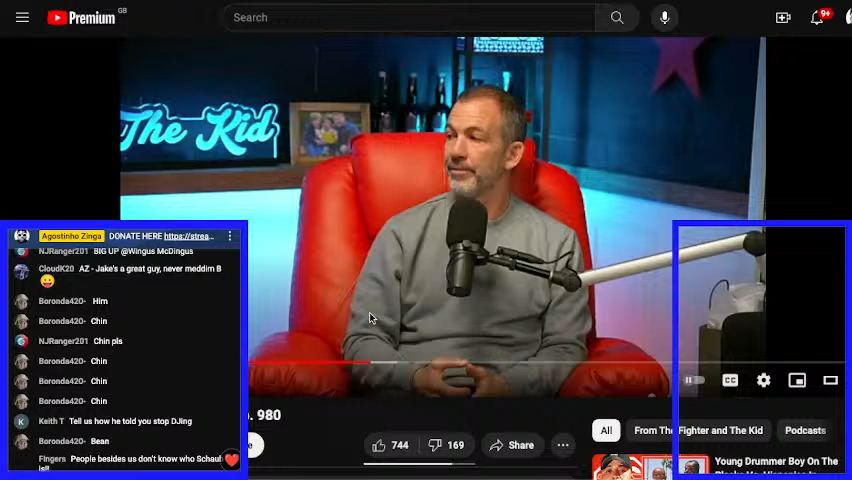 Premium GB
Search
9+
The Kid
Agostinho Zinga DONATE HERE https://strea...
NJRanger201 BIG UP @Wingus McDingus
CloudK20 AZ - Jake's a great guy, never meddim B
Boronda420- Him
Boronda420- Chin
NJRanger201 Chin pls
Boronda420- Chin
Boronda420- Chin
Boronda420- Chin
K Keith T Tell us how he told you stop DJing
Boronda420- Bean
Fingers People besides us don't know who Schau
is!!
CC
o. 980
744
169
Share
All
From The Fighter and The Kid
Podcasts
Young Drummer Boy On The